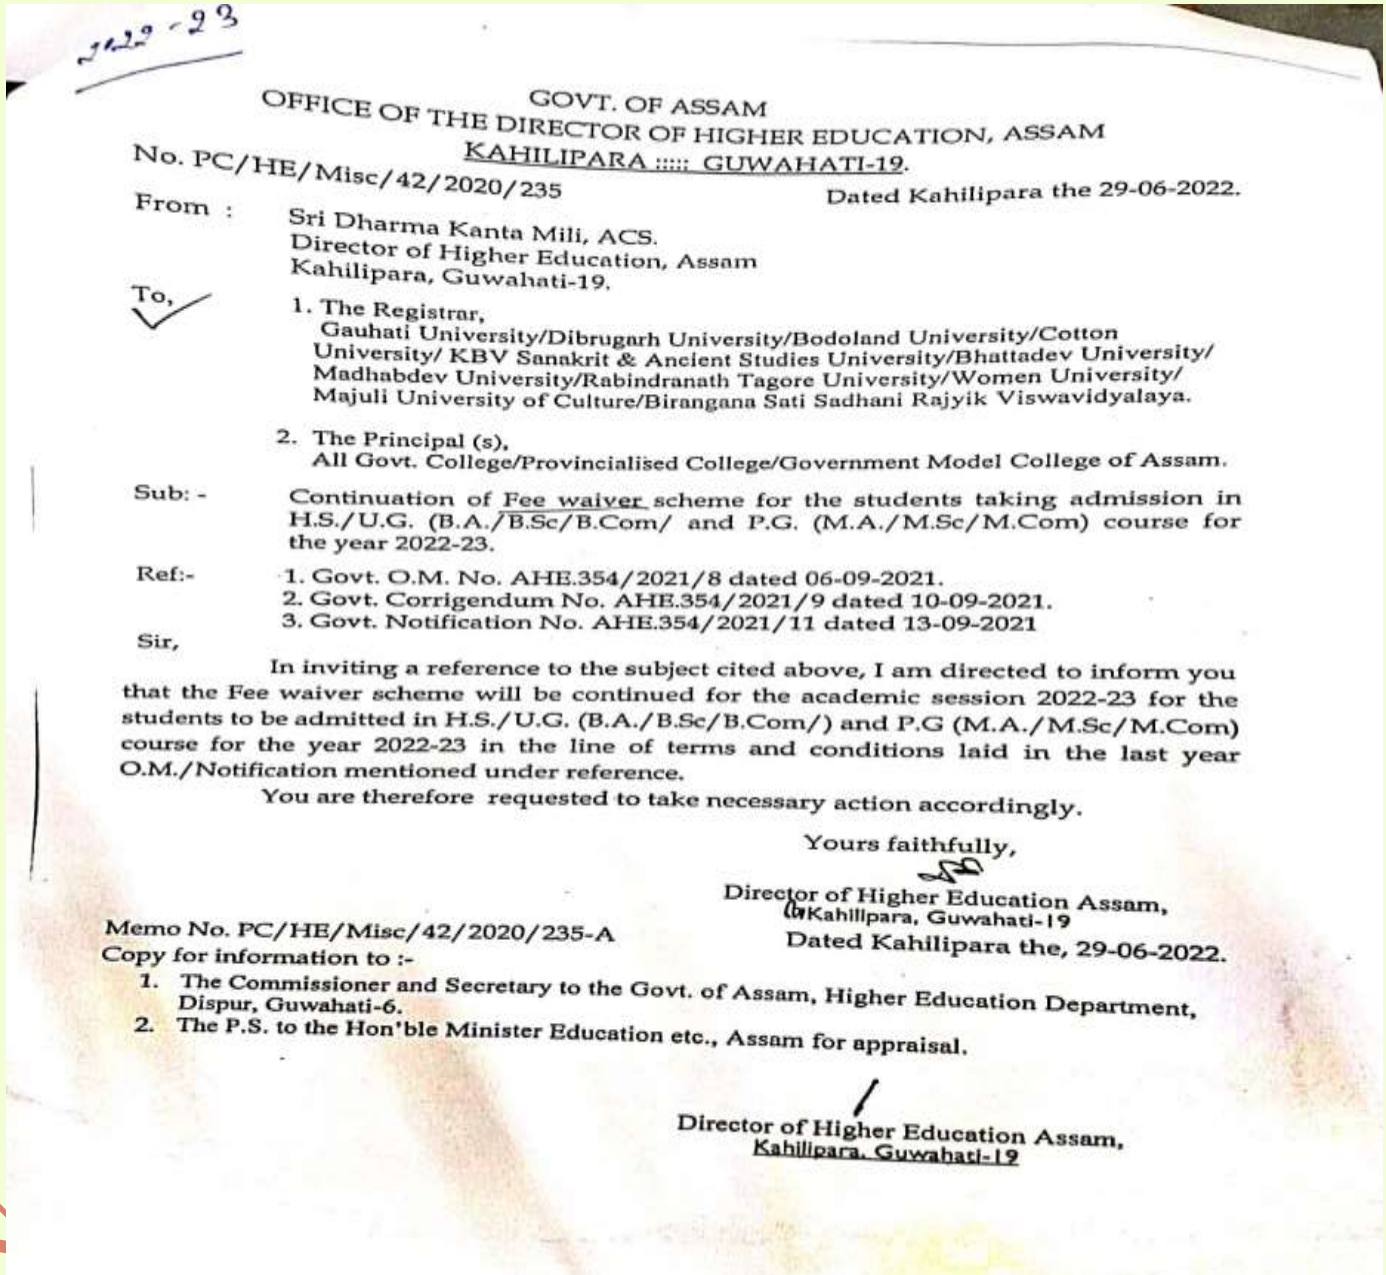 2022-23
GOVT. OF ASSAM
OFFICE OF THE DIRECTOR OF HIGHER EDUCATION, ASSAM
KAHILIPARA ::::: GUWAHATI-19.
No. PC/HE/Misc/42/2020/235
Dated Kahilipara the 29-06-2022.
From :
Sri Dharma Kanta Mili, ACS.
Director of Higher Education, Assam
Kahilipara, Guwahati-19.
To,
1. The Registrar,
Gauhati University/Dibrugarh University/Bodoland University/Cotton
University/ KBV Sanakrit & Ancient Studies University/Bhattadev University/
Madhabdev University/Rabindranath Tagore University/Women University/
Majuli University of Culture/Birangana Sati Sadhani Rajyik Viswavidyalaya.
2. The Principal (s),
All Govt. College/Provincialised College/Government Model College of Assam.
Sub: - Continuation of Fee waiver scheme for the students taking admission in
H.S./U.G. (B.A./B.Sc/B.Com/ and P.G. (M.A./M.Sc/M.Com) course for
the year 2022-23.
Ref:- 1. Govt. O.M. No. AHE.354/2021/8 dated 06-09-2021.
2. Govt. Corrigendum No. AHE.354/2021/9 dated 10-09-2021.
3. Govt. Notification No. AHE.354/2021/11 dated 13-09-2021
Sir,
In inviting a reference to the subject cited above, I am directed to inform you
that the Fee waiver scheme will be continued for the academic session 2022-23 for the
students to be admitted in H.S./U.G. (B.A./B.Sc/B.Com/) and P.G (M.A./M.Sc/M.Com)
course for the year 2022-23 in the line of terms and conditions laid in the last year
O.M./Notification mentioned under reference.
You are therefore requested to take necessary action accordingly.
Yours faithfully,
Director of Higher Education Assam,
Kahilipara, Guwahati-19
Memo No. PC/HE/Misc/42/2020/235-A
Dated Kahilipara the, 29-06-2022.
Copy for information to :-
1. The Commissioner and Secretary to the Govt. of Assam, Higher Education Department,
Dispur, Guwahati-6.
2. The P.S. to the Hon'ble Minister Education etc., Assam for appraisal.
Director of Higher Education Assam,
Kahilipara, Guwahati-19